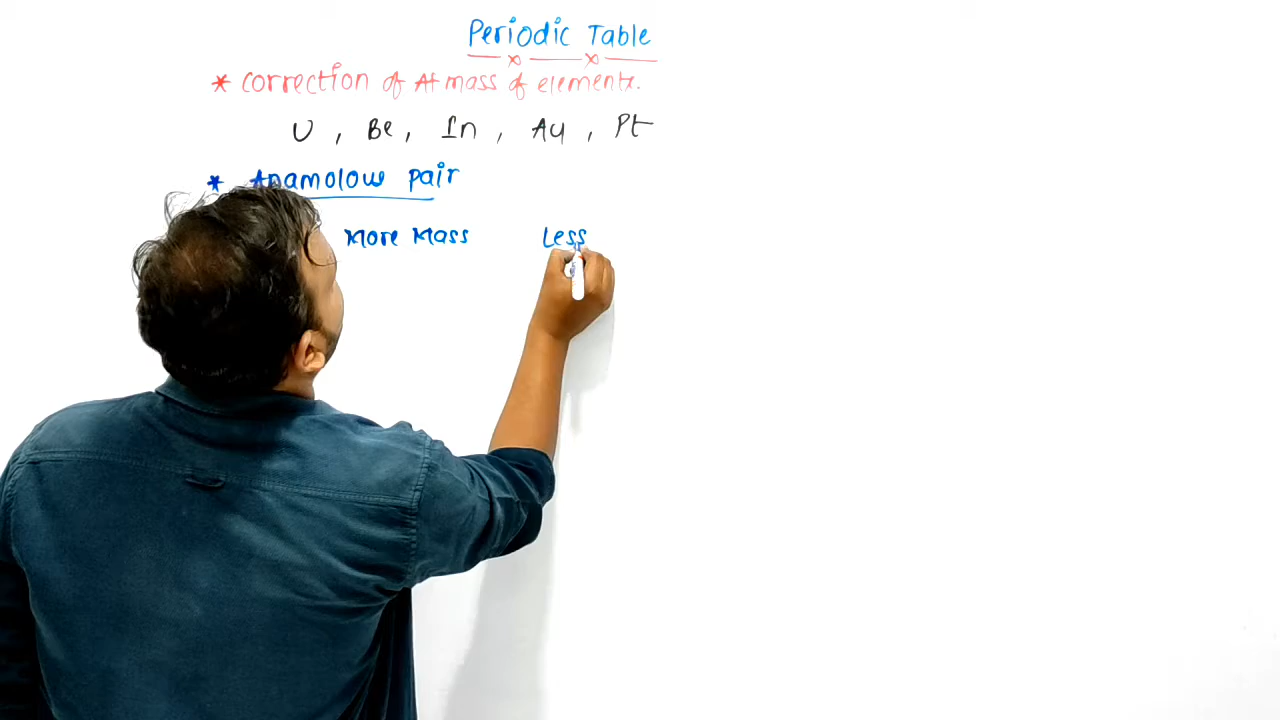 Periodic Table
* Correction of At mass of elements.
U , Be, In , Au , Pt
* Anamolous pair
More Mass Less